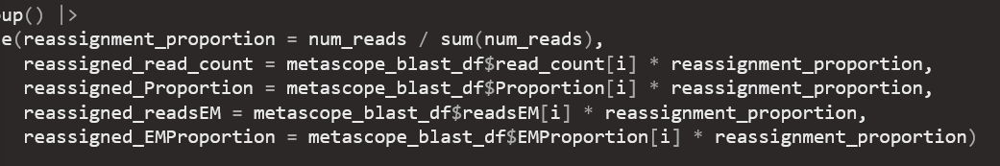 up() |>
e(reassignment_proportion = num_reads / sum(num_reads),
reassigned_read_count = metascope_blast_df$read_count[i] * reassignment_proportion,
reassigned_Proportion = metascope_blast_df$Proportion[i] * reassignment_proportion,
reassigned_readsEM = metascope_blast_df$readsEM[i] * reassignment_proportion,
reassigned_EMProportion = metascope_blast_df$EMProportion[i] * reassignment_proportion)